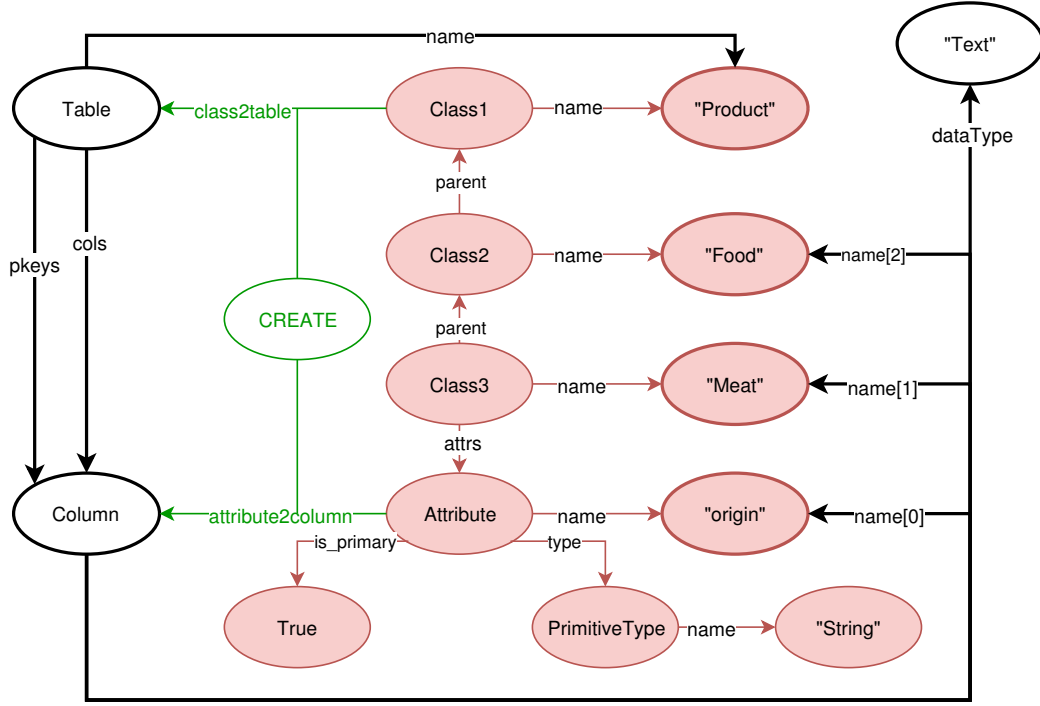 name
"Text"
Table
class2table
Class1
name
"Product"
dataType
parent
cols
pkeys
Class2
name
"Food"
name[2]
CREATE
parent
Class3
name
"Meat"
name[1]
attrs
Column
attribute2column
Attribute
name
"origin"
name[0]
is_primary
type
True
PrimitiveType
name
"String"